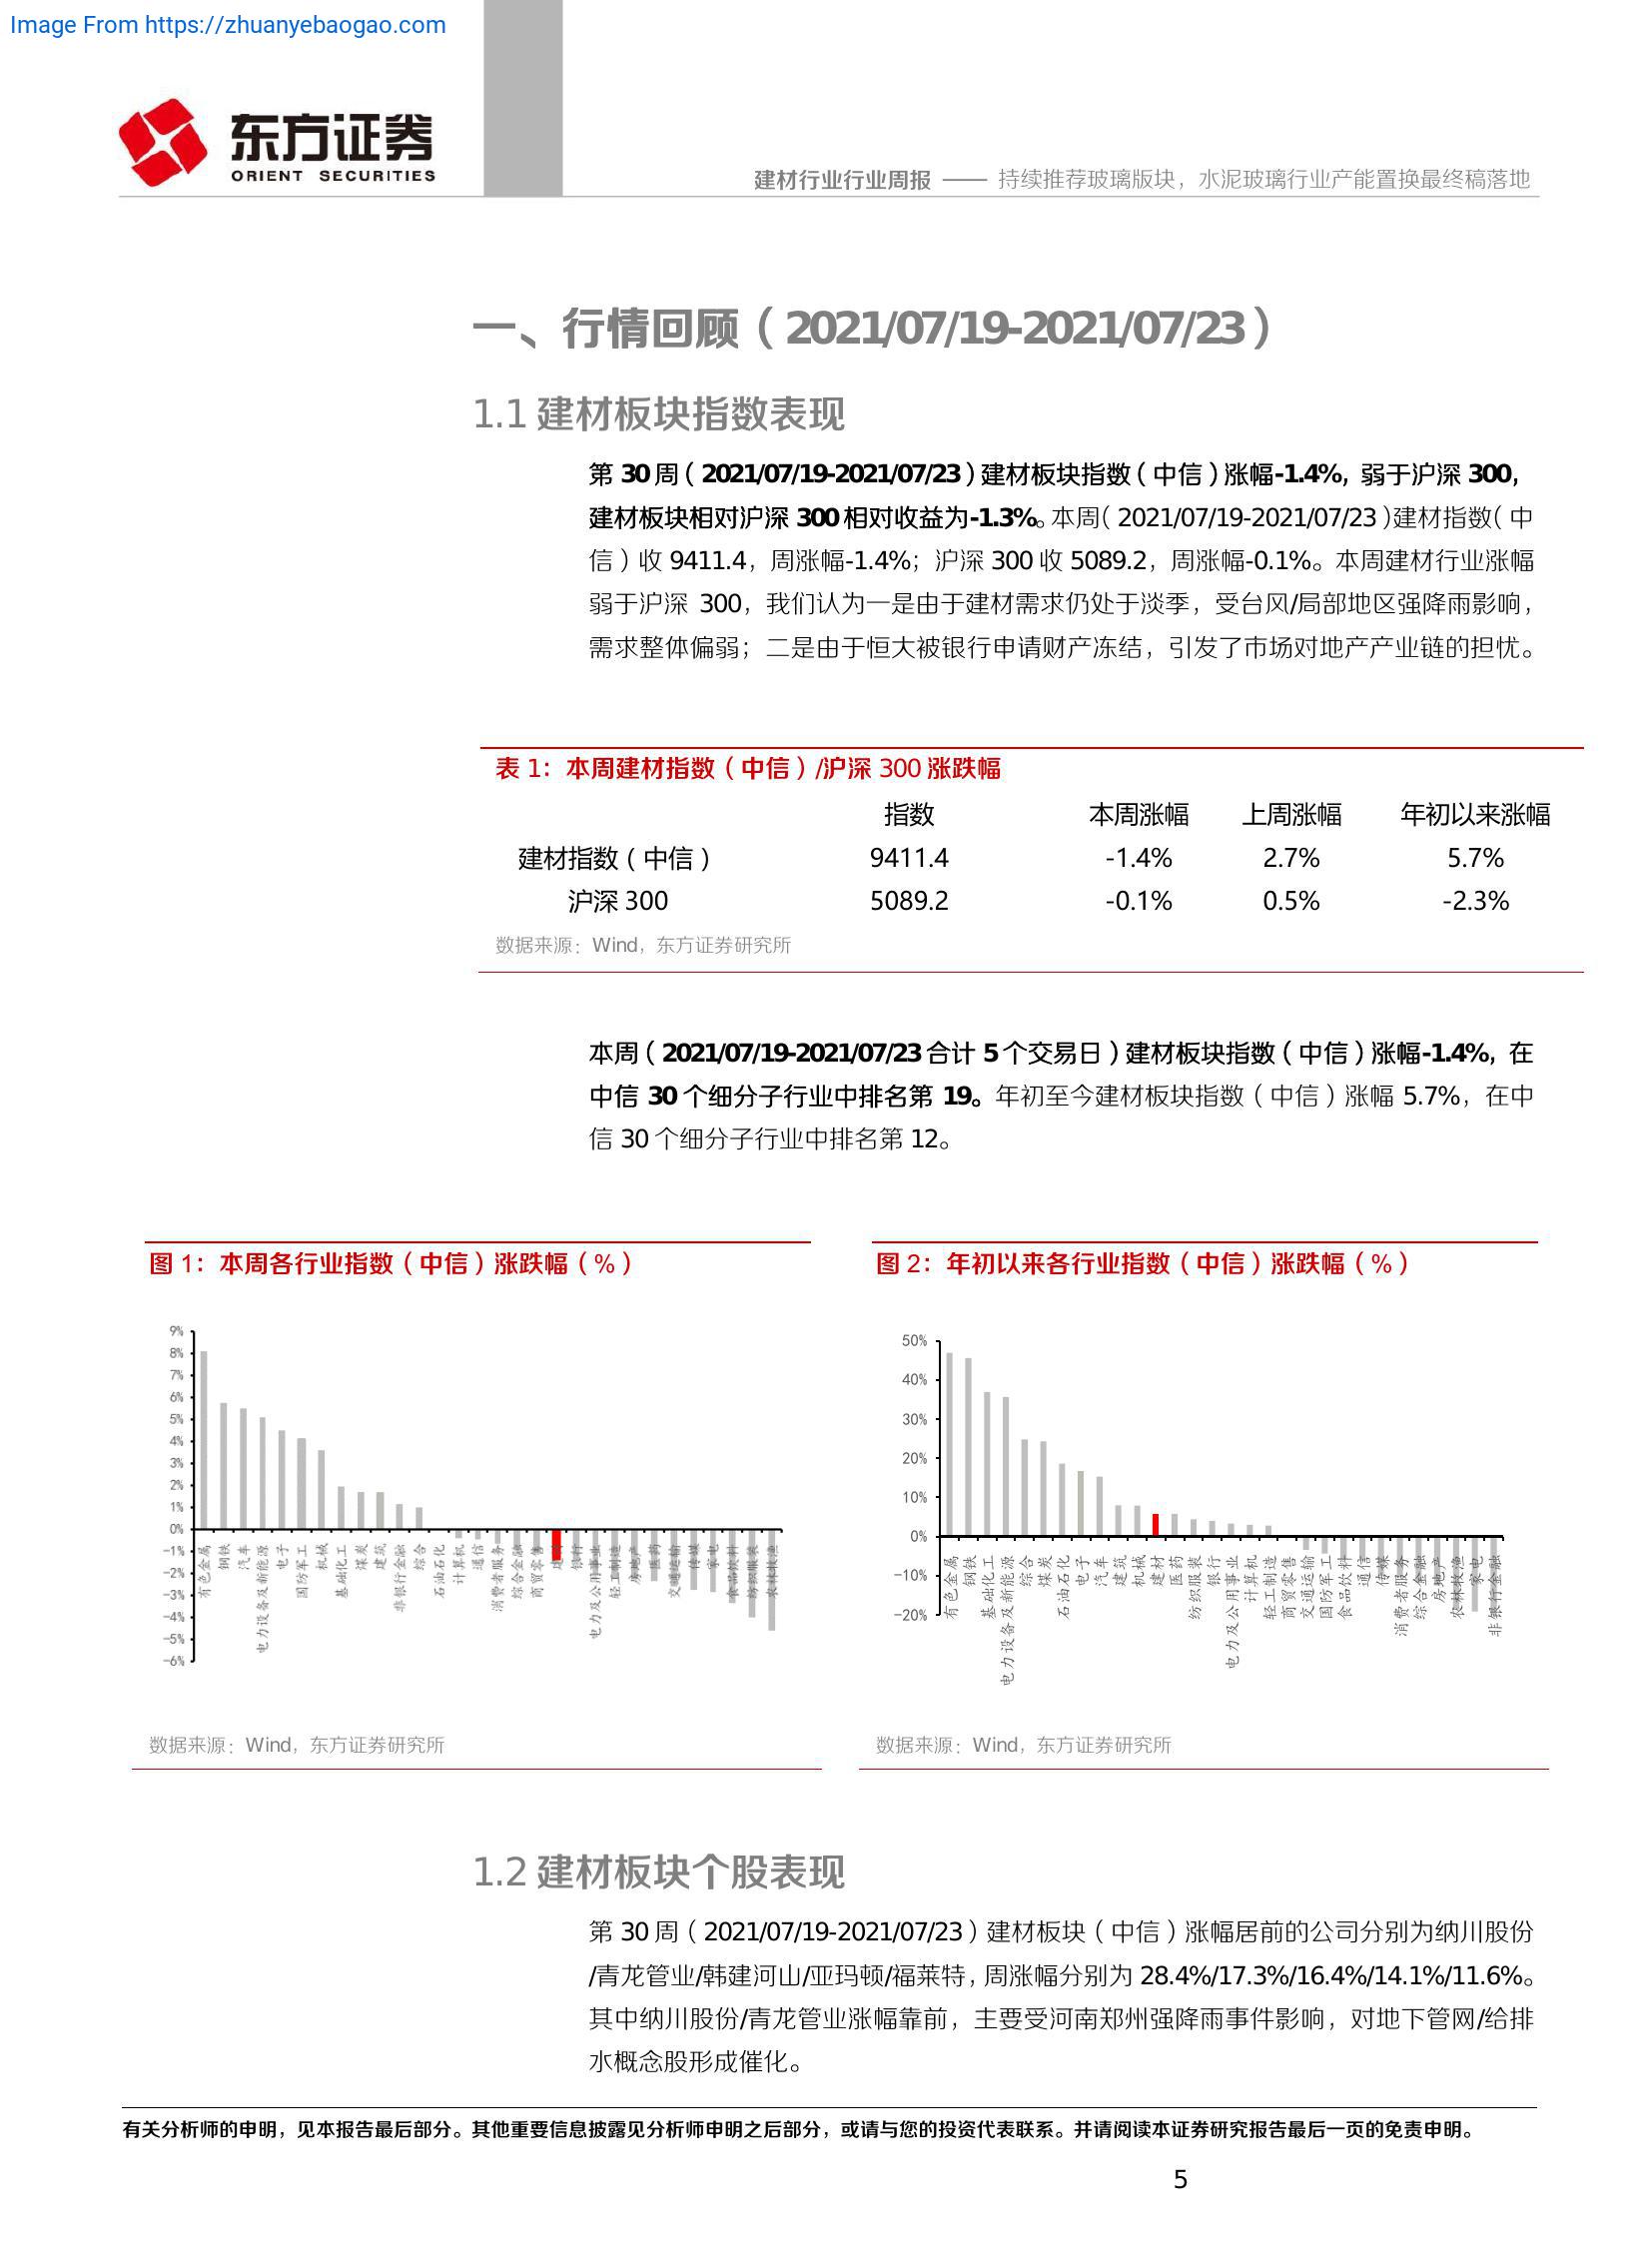 Image From https://zhuanyebaogao.com
东方证券
ORIENT SECURITIES
建材行业行业周报 —— 持续推荐玻璃版块，水泥玻璃行业产能置换最终稿落地
一、行情回顾（2021/07/19-2021/07/23）
1.1 建材板块指数表现
第 30 周（2021/07/19-2021/07/23）建材板块指数（中信）涨幅-1.4%，弱于沪深 300，
建材板块相对沪深 300 相对收益为-1.3%。本周（2021/07/19-2021/07/23）建材指数（中
信）收 9411.4，周涨幅-1.4%；沪深 300 收 5089.2，周涨幅-0.1%。本周建材行业涨幅
弱于沪深 300，我们认为一是由于建材需求仍处于淡季，受台风/局部地区强降雨影响，
需求整体偏弱；二是由于恒大被银行申请财产冻结，引发了市场对地产产业链的担忧。
表 1：本周建材指数（中信）/沪深 300 涨跌幅
指数 本周涨幅 上周涨幅 年初以来涨幅
建材指数（中信） 9411.4 -1.4% 2.7% 5.7%
沪深 300 5089.2 -0.1% 0.5% -2.3%
数据来源：Wind，东方证券研究所
本周（2021/07/19-2021/07/23 合计 5 个交易日）建材板块指数（中信）涨幅-1.4%，在
中信 30 个细分子行业中排名第 19。年初至今建材板块指数（中信）涨幅 5.7%，在中
信 30 个细分子行业中排名第 12。
图 1：本周各行业指数（中信）涨跌幅（%）
9%
8%
7%
6%
5%
4%
3%
2%
1%
0%
-1%
-2%
-3%
-4%
-5%
-6%
有色金属
钢铁
汽车
电力设备及新能源
电子
国防军工
机械
基础化工
煤炭
建筑
非银行金融
综合
石油石化
计算机
通信
消费者服务
综合金融
商贸零售
银行
电力及公用事业
轻工制造
房地产
医药
交通运输
传媒
家电
食品饮料
纺织服装
农林牧渔
数据来源：Wind，东方证券研究所
图 2：年初以来各行业指数（中信）涨跌幅（%）
50%
40%
30%
20%
10%
0%
-10%
-20%
有色金属
钢铁
基础化工
电力设备及新能源
综合
煤炭
石油石化
电子
汽车
建筑
机械
建材
医药
纺织服装
银行
电力及公用事业
计算机
轻工制造
商贸零售
交通运输
国防军工
食品饮料
通信
传媒
消费者服务
综合金融
房地产
农林牧渔
家电
非银行金融
数据来源：Wind，东方证券研究所
1.2 建材板块个股表现
第 30 周（2021/07/19-2021/07/23）建材板块（中信）涨幅居前的公司分别为纳川股份
/青龙管业/韩建河山/亚玛顿/福莱特，周涨幅分别为 28.4%/17.3%/16.4%/14.1%/11.6%。
其中纳川股份/青龙管业涨幅靠前，主要受河南郑州强降雨事件影响，对地下管网/给排
水概念股形成催化。
有关分析师的申明，见本报告最后部分。其他重要信息披露见分析师申明之后部分，或请与您的投资代表联系。并请阅读本证券研究报告最后一页的免责申明。
5